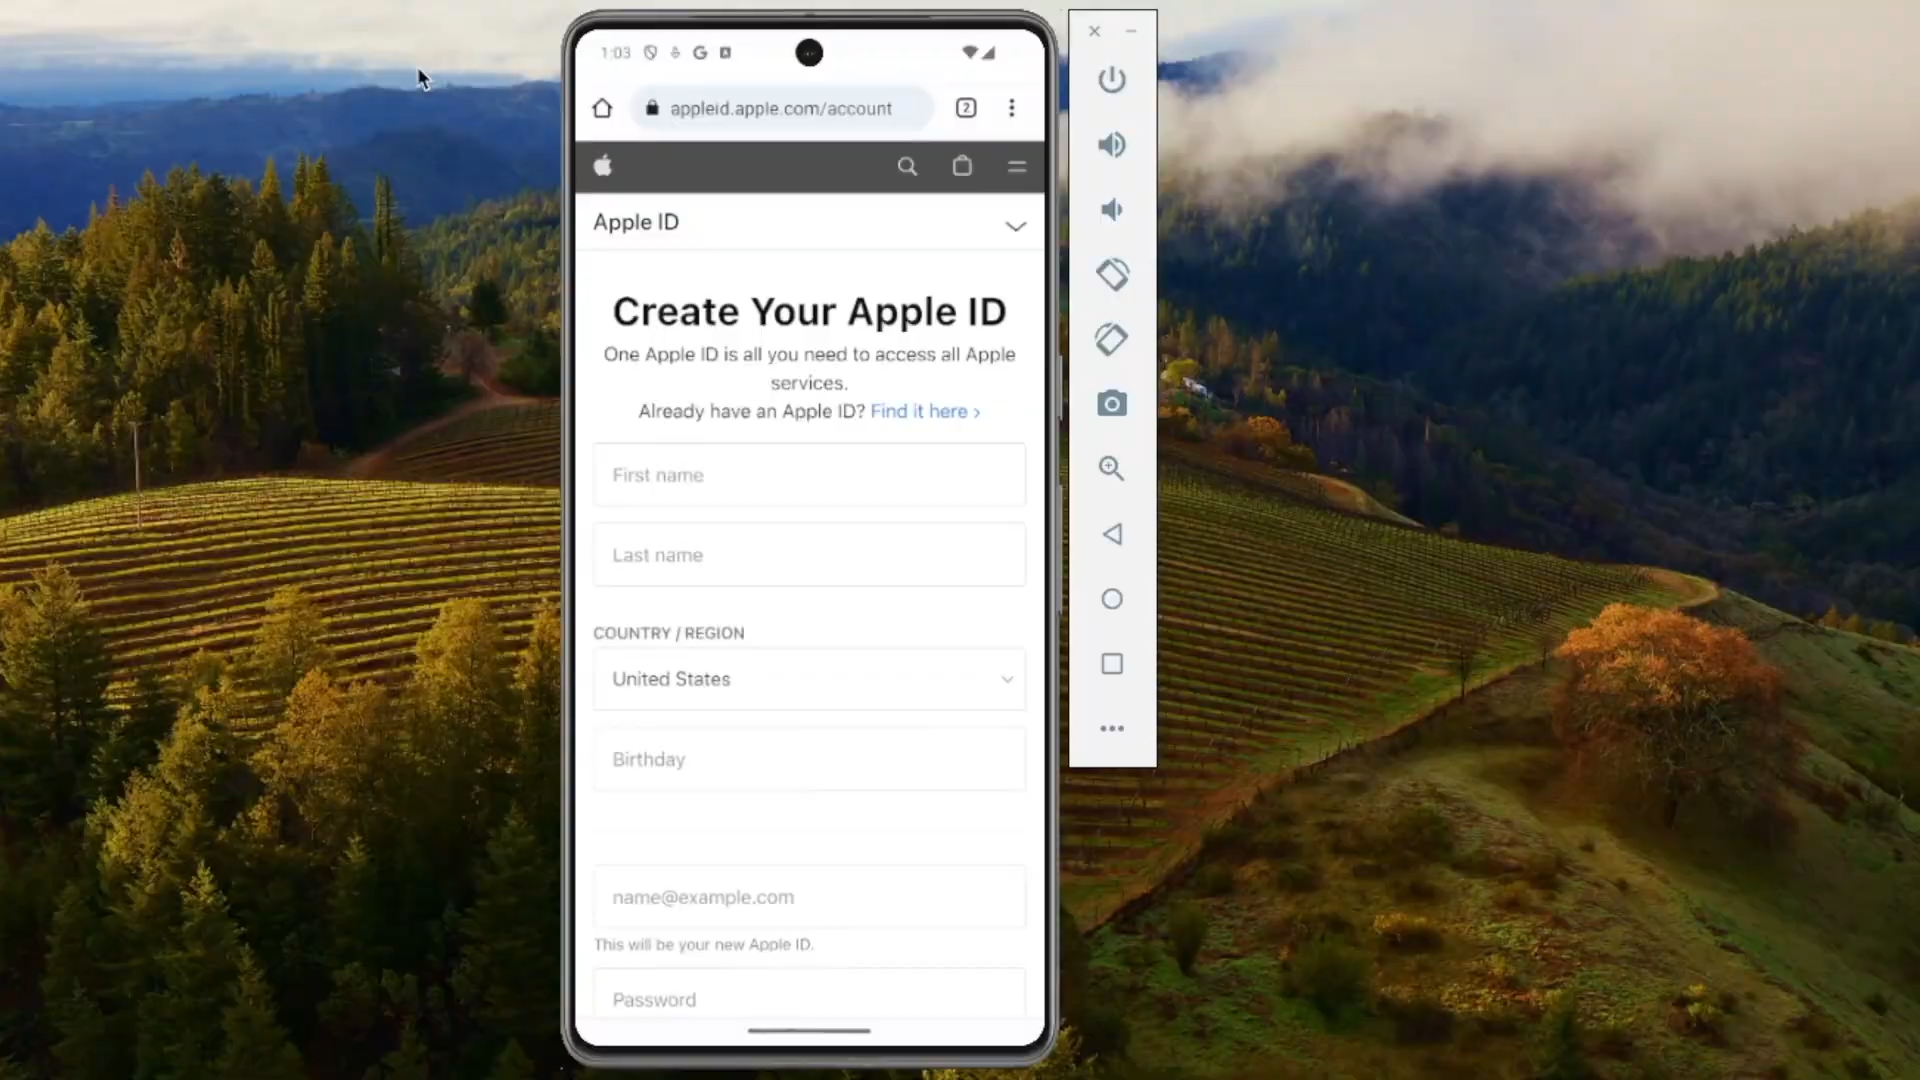 1:03
appleid.apple.com/account
2
Apple ID
Create Your Apple ID
One Apple ID is all you need to access all Apple
services.
Already have an Apple ID? Find it here >
First name
Last name
COUNTRY / REGION
United States
Birthday
name@example.com
This will be your new Apple ID.
Password